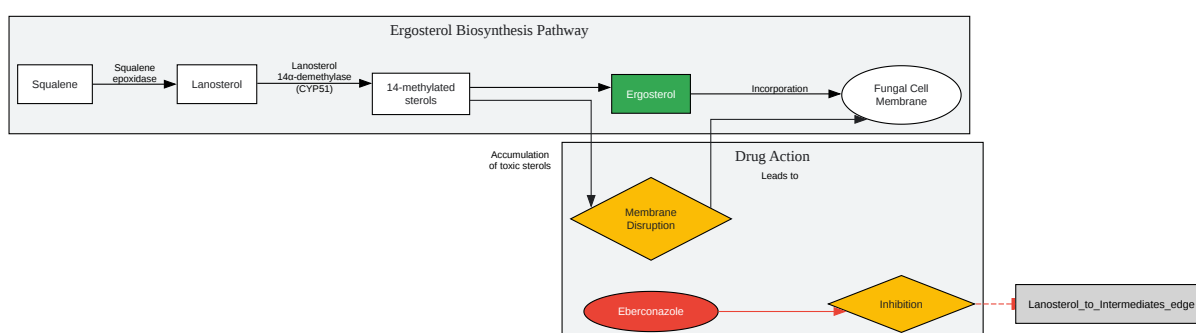 Ergosterol Biosynthesis Pathway
Squalene
Squalene
epoxidase
Lanosterol
Lanosterol
14α-demethylase
(CYP51)
14-methylated
sterols
Ergosterol
Incorporation
Fungal Cell
Membrane
Accumulation
of toxic sterols
Drug Action
Leads to
Membrane
Disruption
Eberconazole
Inhibition
Lanosterol_to_Intermediates_edge